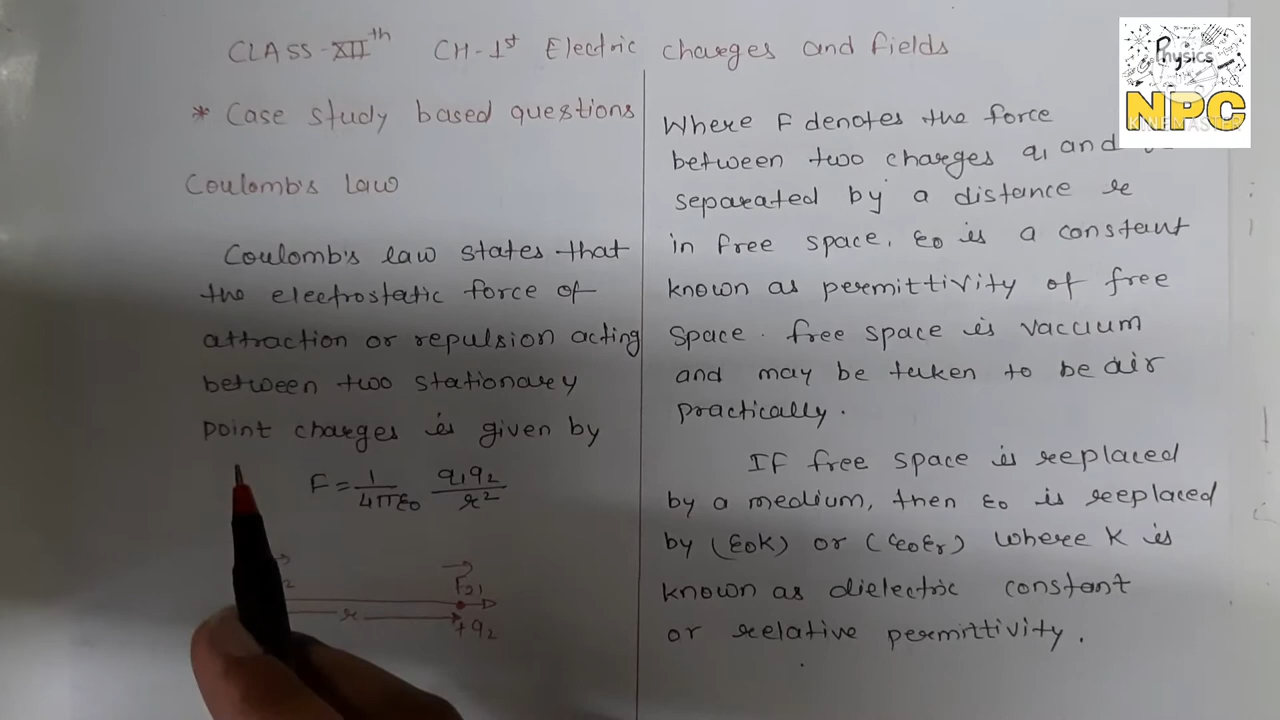 CLASS-XIIth CH-1st Electric charges and fields
* Case study based questions
Coulomb's Law
Coulomb's law states that
the electrostatic force of
attraction or repulsion acting
between two stationary
point charges is given by
F = 1/4πε0 q1q2/r²
F21
r
+q2
Where F denotes the force
between two charges q1 and
separated by a distance r
in free space. ε0 is a constant
known as permittivity of free
space. free space is vacuum
and may be taken to be air
practically.
If free space is replaced
by a medium, then ε0 is replaced
by (ε0K) or (ε0εr) where K is
known as dielectric constant
or relative permittivity.
Physics
NPC
KINEMASTER